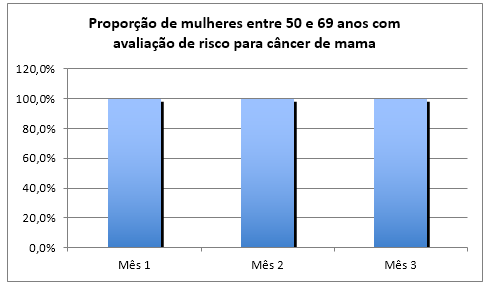 Proporção de mulheres entre 50 e 69 anos com
avaliação de risco para câncer de mama
120,0%
100,0%
80,0%
60,0%
40,0%
20,0%
0,0%
Mês 1 Mês 2 Mês 3